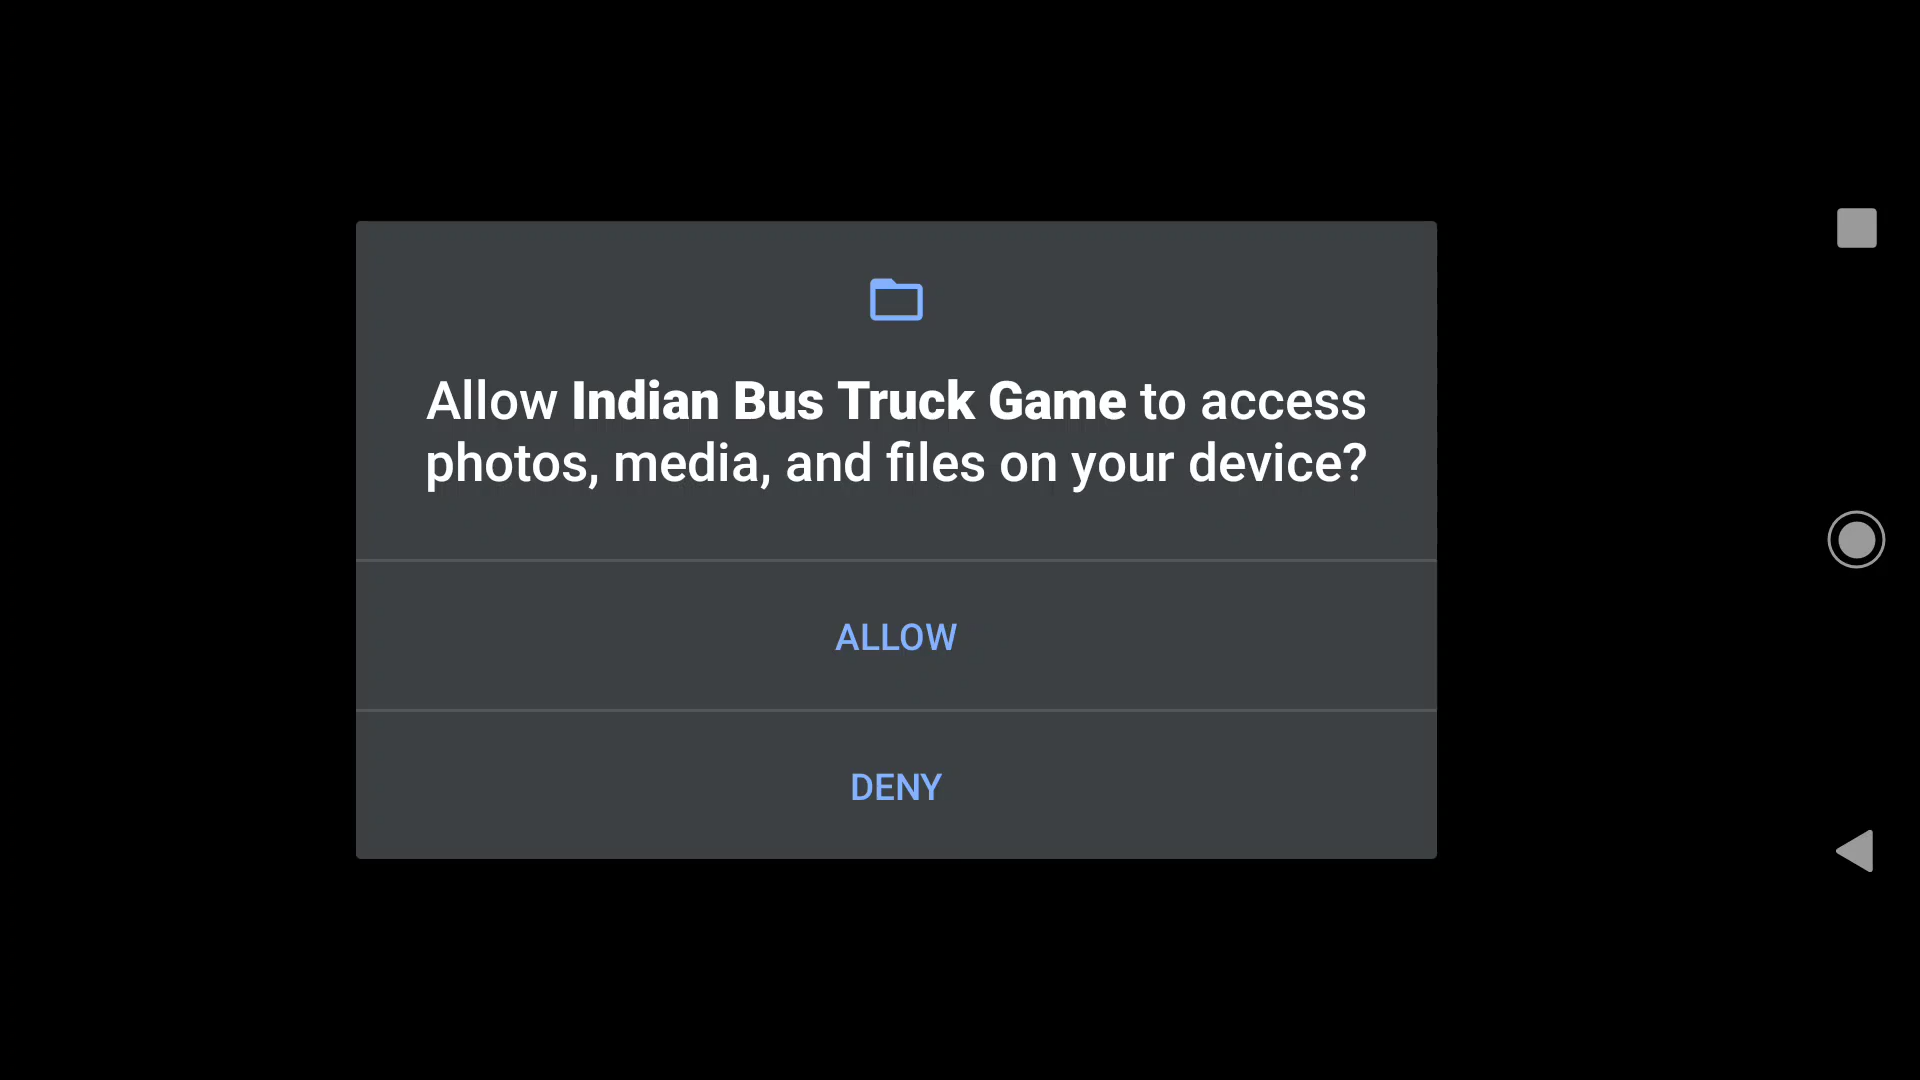 Allow Indian Bus Truck Game to access
photos, media, and files on your device?
ALLOW
DENY